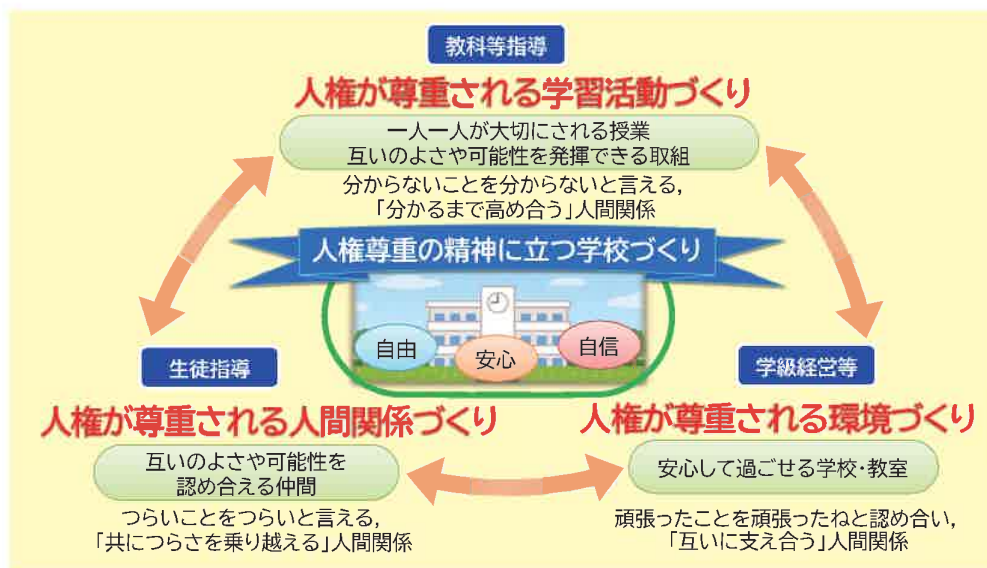 教科等指導
人権が尊重される学習活動づくり
一人一人が大切にされる授業
互いのよさや可能性を発揮できる取組
分からないことを分からないと言える,
「分かるまで高め合う」人間関係
人権尊重の精神に立つ学校づくり
自由
安心
自信
生徒指導
人権が尊重される人間関係づくり
互いのよさや可能性を
認め合える仲間
つらいことをつらいと言える,
「共につらさを乗り越える」人間関係
学級経営等
人権が尊重される環境づくり
安心して過ごせる学校・教室
頑張ったことを頑張ったねと認め合い,
「互いに支え合う」人間関係